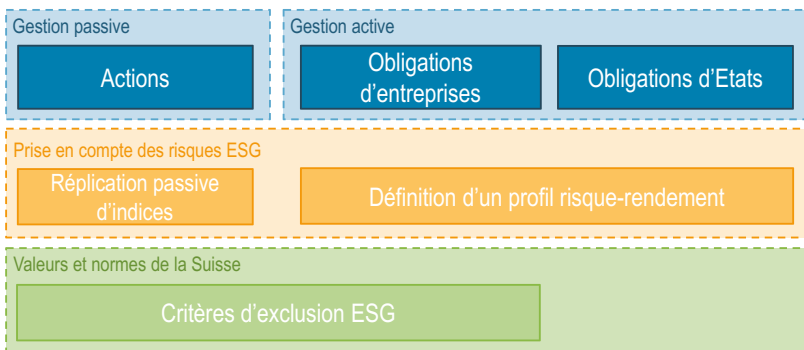 Gestion passive
Actions
Gestion active
Obligations
d'entreprises
Obligations d'Etats
Prise en compte des risques ESG
Réplication passive
d'indices
Définition d'un profil risque-rendement
Valeurs et normes de la Suisse
Critères d'exclusion ESG